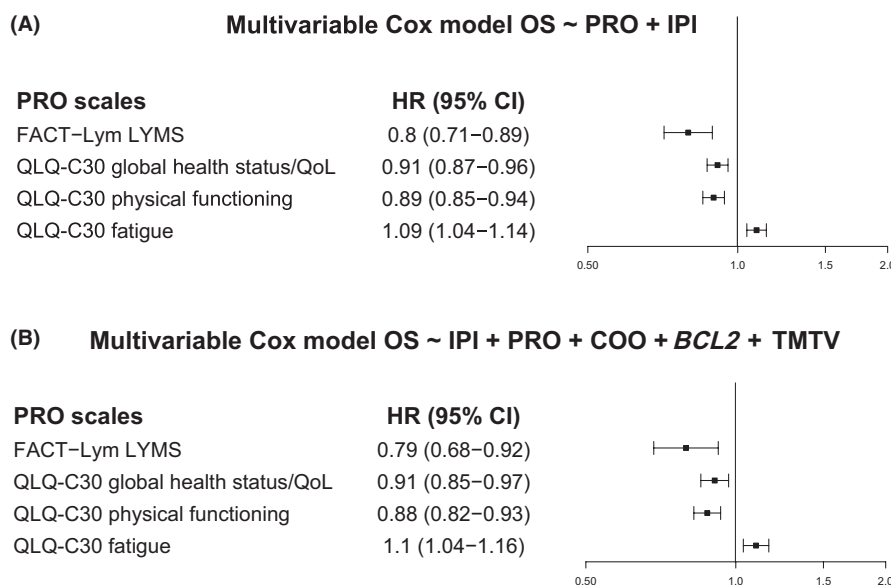 (A) Multivariable Cox model OS ~ PRO + IPI
PRO scales HR (95% CI)
FACT−Lym LYMS 0.8 (0.71−0.89)
QLQ-C30 global health status/QoL 0.91 (0.87−0.96)
QLQ-C30 physical functioning 0.89 (0.85−0.94)
QLQ-C30 fatigue 1.09 (1.04−1.14)
0.50 1.0 1.5 2.0
(B) Multivariable Cox model OS ~ IPI + PRO + COO + BCL2 + TMTV
PRO scales HR (95% CI)
FACT−Lym LYMS 0.79 (0.68−0.92)
QLQ-C30 global health status/QoL 0.91 (0.85−0.97)
QLQ-C30 physical functioning 0.88 (0.82−0.93)
QLQ-C30 fatigue 1.1 (1.04−1.16)
0.50 1.0 1.5 2.0